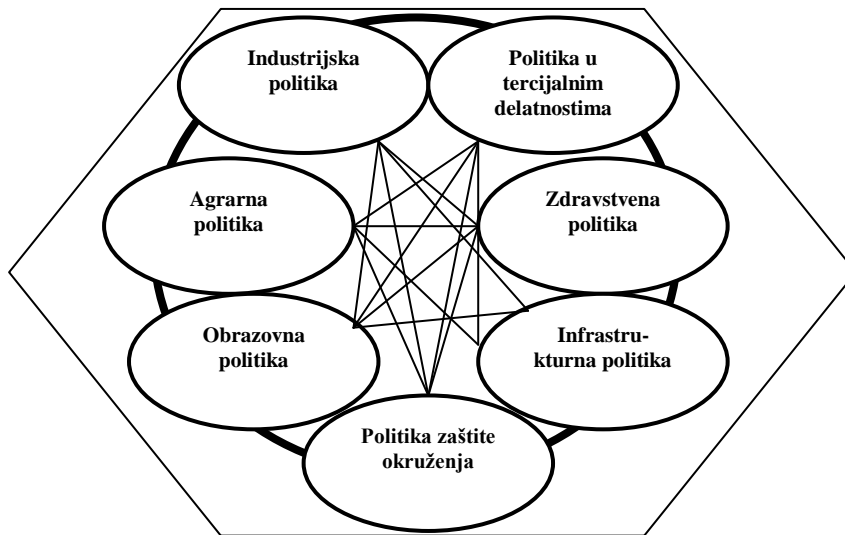 Industrijska
politika
Politika u
tercijalnim
delatnostima
Agrarna
politika
Zdravstvena
politika
Obrazovna
politika
Infrastru-
kturna politika
Politika zaštite
okruženja